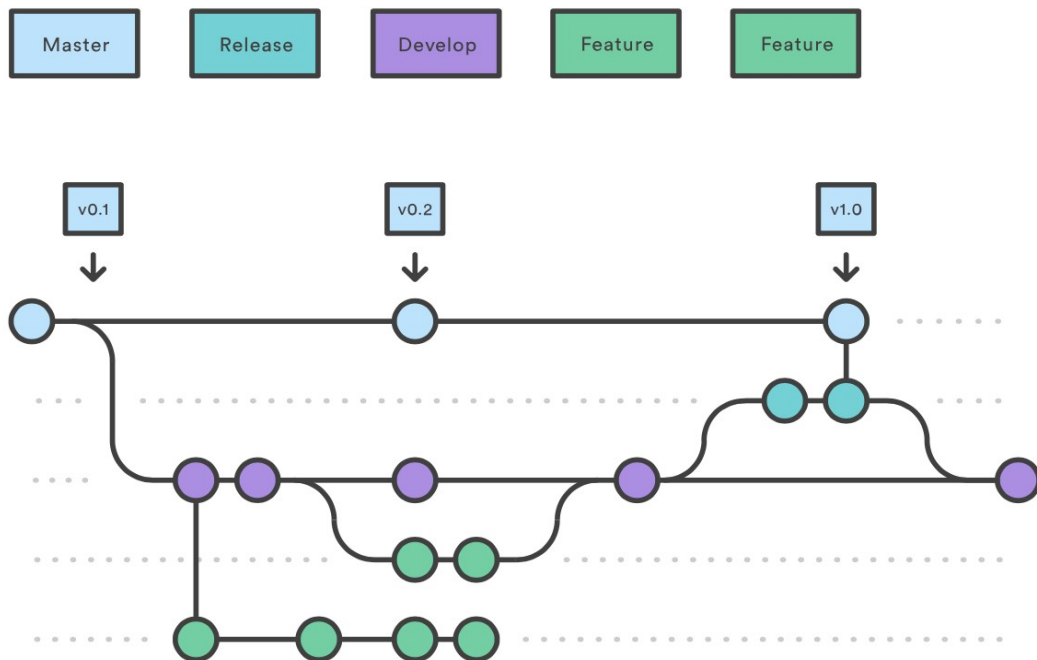 Master
Release
Develop
Feature
Feature
v0.1
v0.2
v1.0